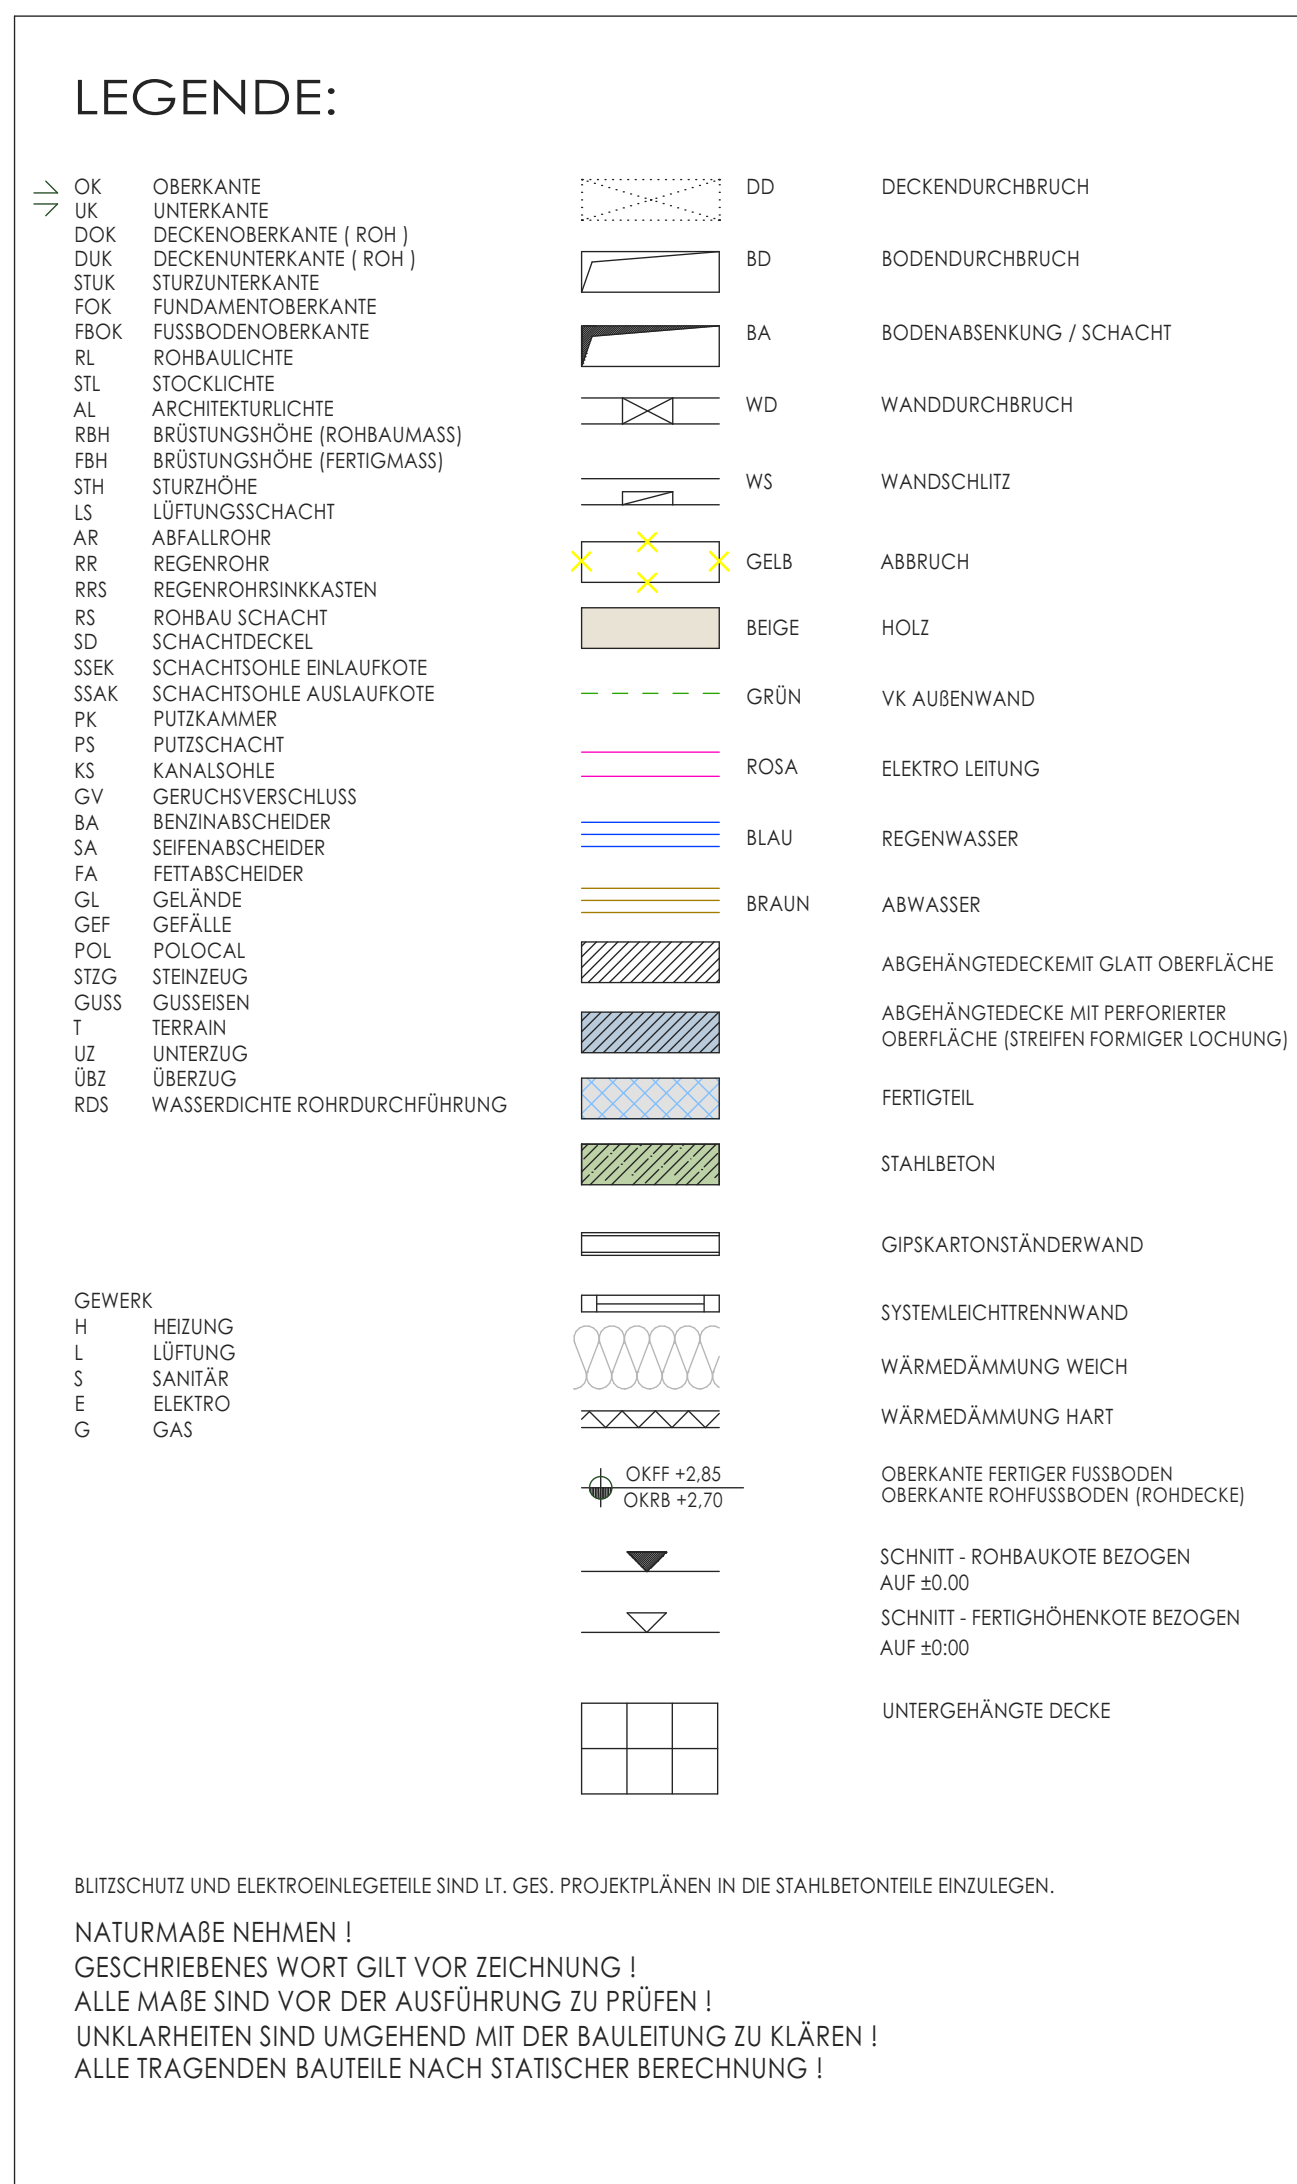 LEGENDE:
OK OBERKANTE
UK UNTERKANTE
DOK DECKENOBERKANTE ( ROH )
DUK DECKENUNTERKANTE ( ROH )
STUK STURZUNTERKANTE
FOK FUNDAMENTOBERKANTE
FBOK FUSSBODENOBERKANTE
RL ROHBAULICHTE
STL STOCKLICHTE
AL ARCHITEKTURLICHTE
RBH BRÜSTUNGSHÖHE (ROHBAUMASS)
FBH BRÜSTUNGSHÖHE (FERTIGMASS)
STH STURZHÖHE
LS LÜFTUNGSSCHACHT
AR ABFALLROHR
RR REGENROHR
RRS REGENROHRSINKKASTEN
RS ROHBAU SCHACHT
SD SCHACHTDECKEL
SSEK SCHACHTSOHLE EINLAUFKOTE
SSAK SCHACHTSOHLE AUSLAUFKOTE
PK PUTZKAMMER
PS PUTZSCHACHT
KS KANALSOHLE
GV GERUCHSVERSCHLUSS
BA BENZINABSCHEIDER
SA SEIFENABSCHEIDER
FA FETTABSCHEIDER
GL GELÄNDE
GEF GEFÄLLE
POL POLOCAL
STZG STEINZEUG
GUSS GUSSEISEN
T TERRAIN
UZ UNTERZUG
ÜBZ ÜBERZUG
RDS WASSERDICHTE ROHRDURCHFÜHRUNG
GEWERK
H HEIZUNG
L LÜFTUNG
S SANITÄR
E ELEKTRO
G GAS
DD DECKENDURCHBRUCH
BD BODENDURCHBRUCH
BA BODENABSENKUNG / SCHACHT
WD WANDDURCHBRUCH
WS WANDSCHLITZ
GELB ABBRUCH
BEIGE HOLZ
GRÜN VK AUßENWAND
ROSA ELEKTRO LEITUNG
BLAU REGENWASSER
BRAUN ABWASSER
ABGEHÄNGTEDECKEMIT GLATT OBERFLÄCHE
ABGEHÄNGTEDECKE MIT PERFORIERTER
OBERFLÄCHE (STREIFEN FORMIGER LOCHUNG)
FERTIGTEIL
STAHLBETON
GIPSKARTONSTÄNDERWAND
SYSTEMLEICHTTRENNWAND
WÄRMEDÄMMUNG WEICH
WÄRMEDÄMMUNG HART
OKFF +2,85 OBERKANTE FERTIGER FUSSBODEN
OKRB +2,70 OBERKANTE ROHFUSSBODEN (ROHDECKE)
SCHNITT - ROHBAUKOTE BEZOGEN
AUF ±0.00
SCHNITT - FERTIGHÖHENKOTE BEZOGEN
AUF ±0:00
UNTERGEHÄNGTE DECKE
BLITZSCHUTZ UND ELEKTROEINLEGETEILE SIND LT. GES. PROJEKTPLÄNEN IN DIE STAHLBETONTEILE EINZULEGEN.
NATURMAßE NEHMEN !
GESCHRIEBENES WORT GILT VOR ZEICHNUNG !
ALLE MAßE SIND VOR DER AUSFÜHRUNG ZU PRÜFEN !
UNKLARHEITEN SIND UMGEHEND MIT DER BAULEITUNG ZU KLÄREN !
ALLE TRAGENDEN BAUTEILE NACH STATISCHER BERECHNUNG !